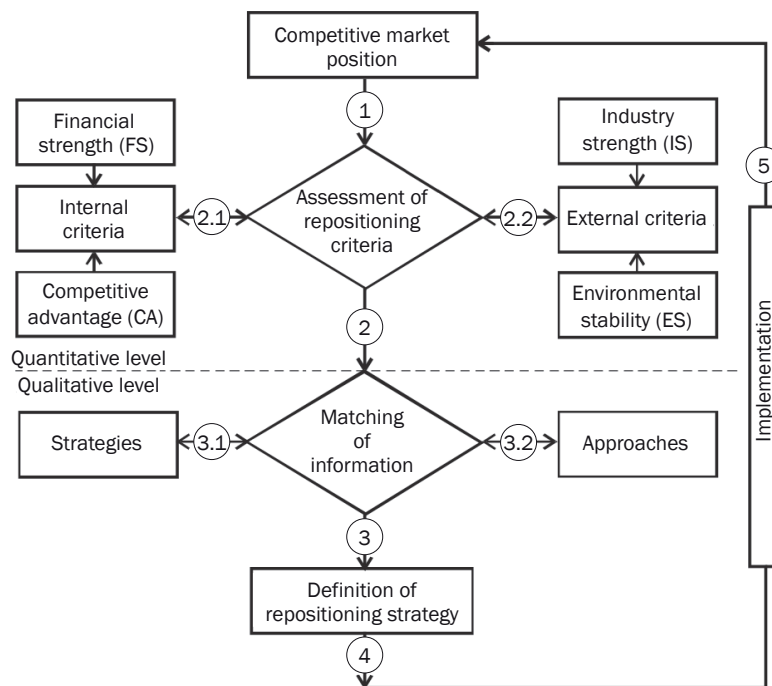 Competitive market
position
1
Financial
strength (FS)
Industry
strength (IS)
5
Internal
criteria
2.1
Assessment of
repositioning
criteria
2.2
External criteria
Competitive
advantage (CA)
2
Environmental
stability (ES)
Implementation
Quantitative level
Qualitative level
Strategies
3.1
Matching
of
information
3.2
Approaches
3
Definition of
repositioning strategy
4